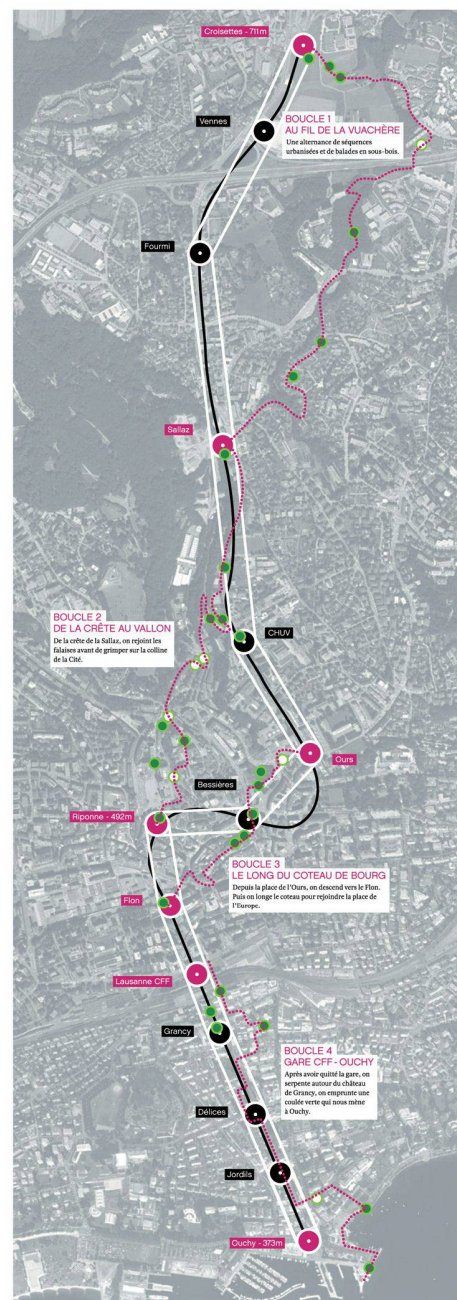 Croisettes - 711m
Vennes
BOUCLE 1
AU FIL DE LA VUACHÈRE
Une alternance de séquences
urbanisées et de balades en sous-bois.
Fourmi
Sallaz
BOUCLE 2
DE LA CRÊTE AU VALLON
De la crête de la Sallaz, on rejoint les
falaises avant de grimper sur la colline
de la Cité.
CHUV
Ours
Bessières
Riponne - 492m
BOUCLE 3
LE LONG DU COTEAU DE BOURG
Depuis la place de l'Ours, on descend vers le Flon.
Puis on longe le coteau pour rejoindre la place de
l'Europe.
Flon
Lausanne CFF
Grancy
BOUCLE 4
GARE CFF - OUCHY
Après avoir quitté la gare, on
serpente autour du château
de Grancy, on emprunte une
coulée verte qui nous mène
à Ouchy.
Délices
Jordils
Ouchy - 373m